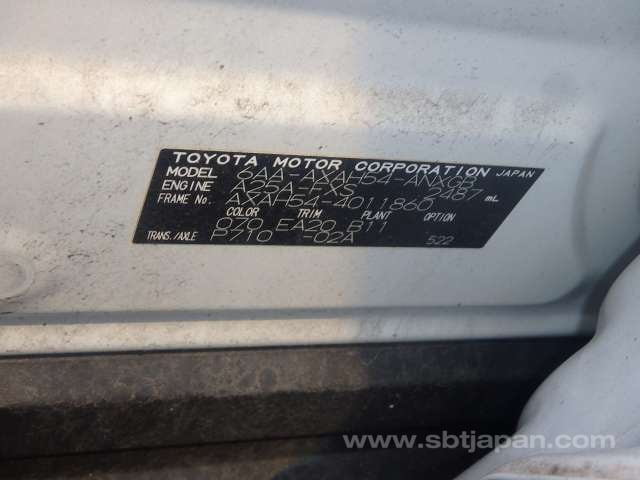 TOYOTA MOTOR CORPORATION JAPAN
MODEL 6AA-AXAH54-ANXGB
ENGINE A25A-FXS 2487 mL
FRAME No. AXAH54-4011860
COLOR TRIM PLANT OPTION
070 EA20 B11
TRANS./AXLE P710 -02A 522
www.sbtjapan.com